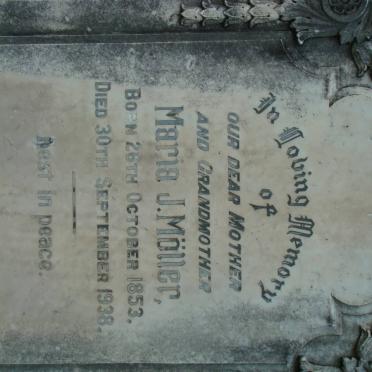 In Loving Memory
of
OUR DEAR MOTHER
AND GRANDMOTHER
Maria J. Möller,
BORN 26TH OCTOBER 1853.
DIED 30TH SEPTEMBER 1938.
Rest in peace.